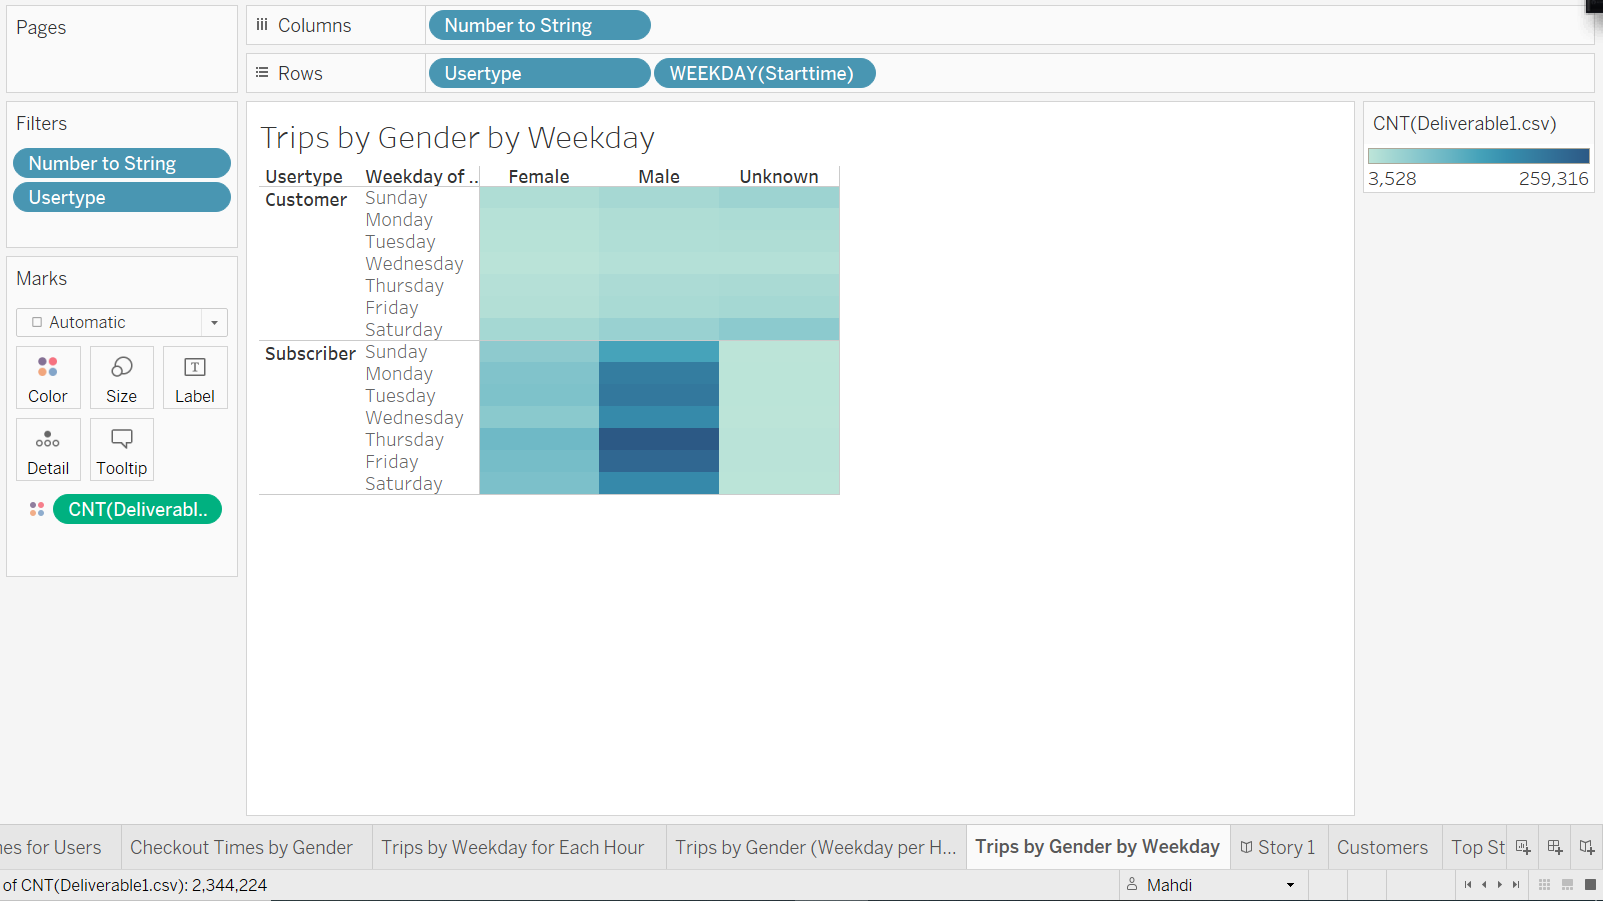 Pages
Columns
Number to String
Rows
Usertype
WEEKDAY(Starttime)
Filters
Number to String
Usertype
Marks
Automatic
Color
Size
Label
Detail
Tooltip
CNT(Deliverabl..
Trips by Gender by Weekday
Usertype Weekday of .. Female Male Unknown
Customer Sunday
Monday
Tuesday
Wednesday
Thursday
Friday
Saturday
Subscriber Sunday
Monday
Tuesday
Wednesday
Thursday
Friday
Saturday
CNT(Deliverable1.csv)
3,528 259,316
nes for Users Checkout Times by Gender Trips by Weekday for Each Hour Trips by Gender (Weekday per H... Trips by Gender by Weekday Story 1 Customers Top St
of CNT(Deliverable1.csv): 2,344,224 Mahdi